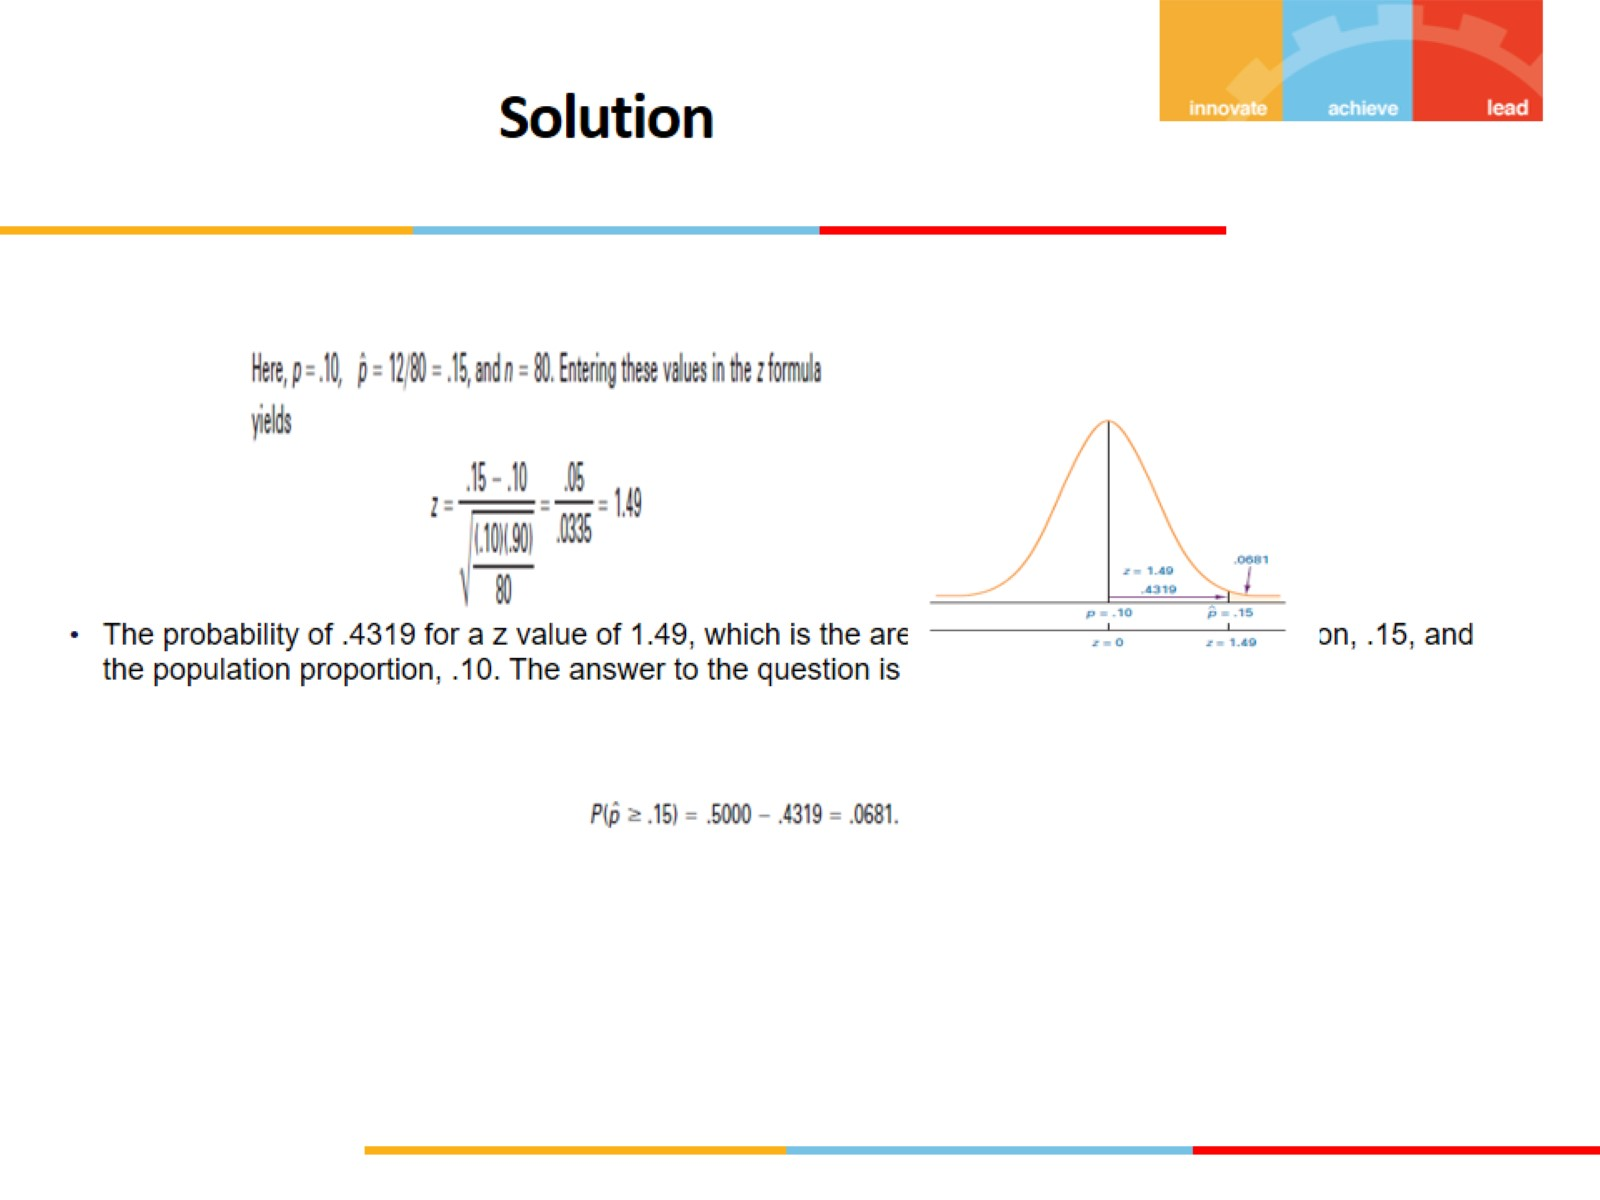 innovate achieve lead
Solution
Here, p = .10, p̂ = 12/80 = .15, and n = 80. Entering these values in the z formula
yields
z = .15 – .10 / √((.10)(.90) / 80) = .05 / .0335 = 1.49
.0681
z = 1.49
.4319
p = .10 p̂ = .15
z = 0 z = 1.49
• The probability of .4319 for a z value of 1.49, which is the on, .15, and
the population proportion, .10. The answer to the question is
P(p̂ ≥ .15) = .5000 – .4319 = .0681.